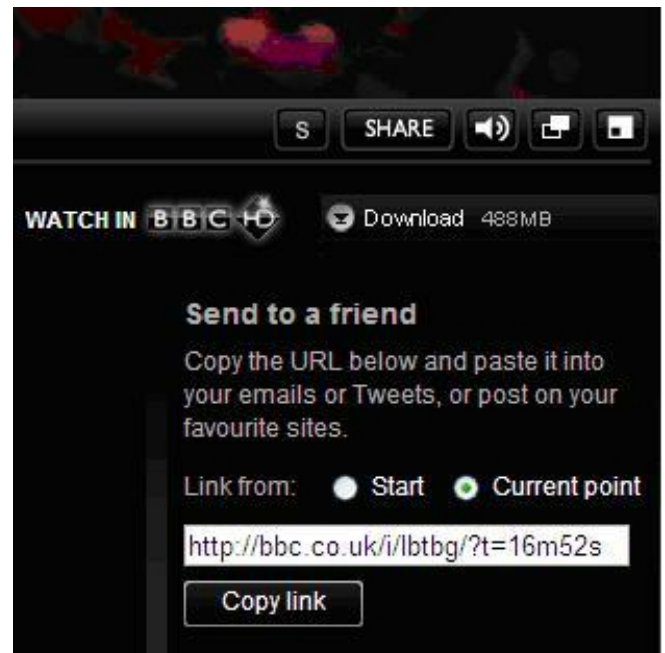 S SHARE
WATCH IN BBC HD Download 488MB
Send to a friend
Copy the URL below and paste it into
your emails or Tweets, or post on your
favourite sites.
Link from: Start Current point
http://bbc.co.uk/i/lbtbg/?t=16m52s
Copy link